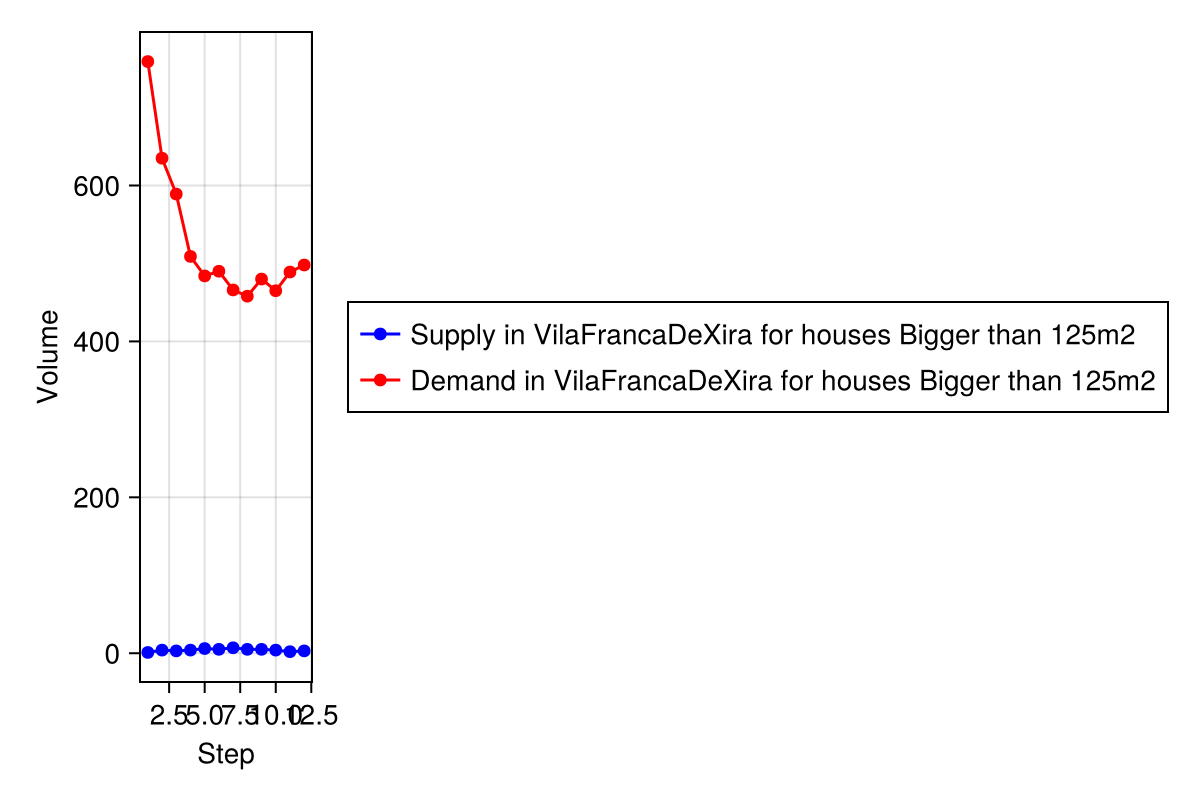 Volume
600
400
200
0
2.5 5.0 7.5 10.0 12.5
Step
Supply in VilaFrancaDeXira for houses Bigger than 125m2
Demand in VilaFrancaDeXira for houses Bigger than 125m2